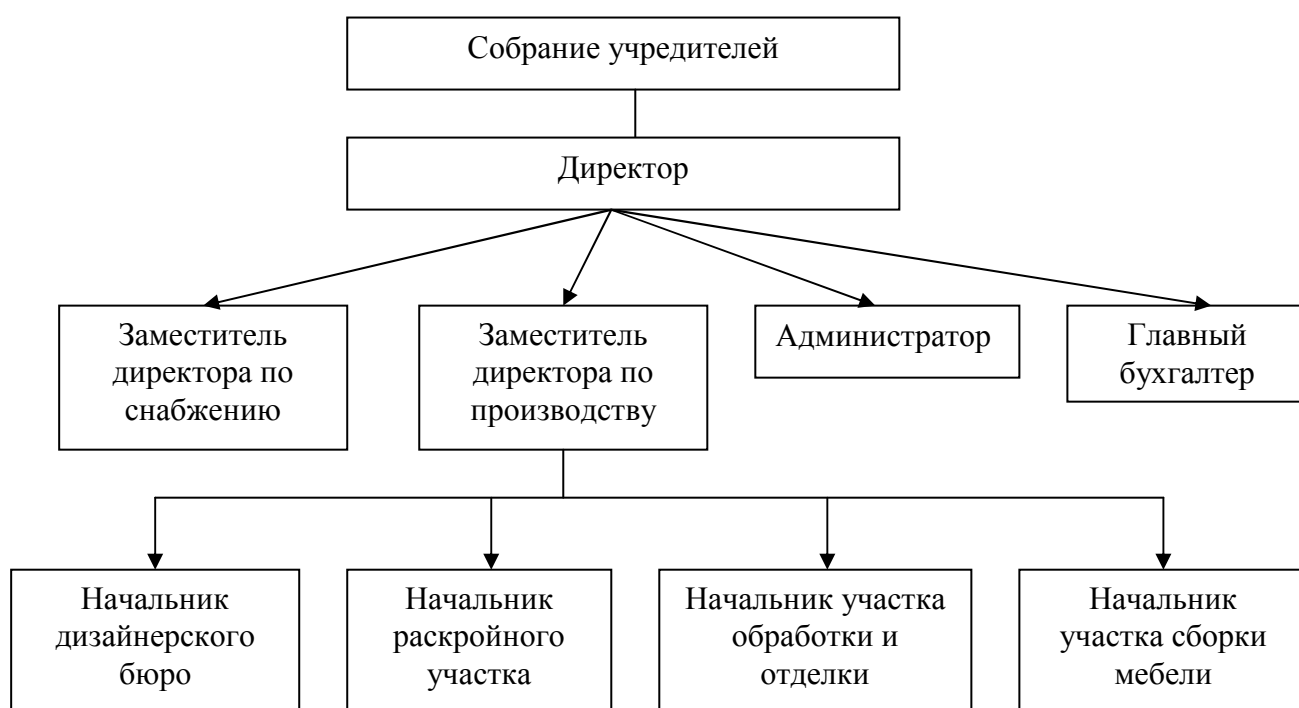 Собрание учредителей
Директор
Заместитель
директора по
снабжению
Заместитель
директора по
производству
Администратор
Главный
бухгалтер
Начальник
дизайнерского
бюро
Начальник
раскройного
участка
Начальник участка
обработки и
отделки
Начальник
участка сборки
мебели